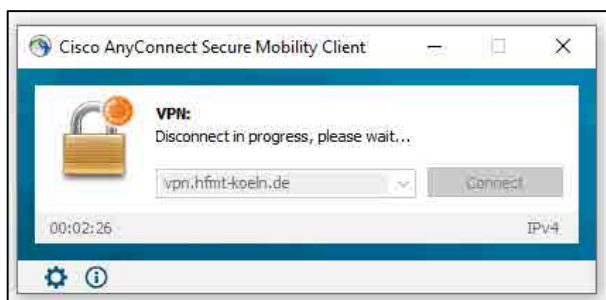 Cisco AnyConnect Secure Mobility Client
VPN:
Disconnect in progress, please wait...
vpn.hfmt-koeln.de
Connect
00:02:26
IPv4